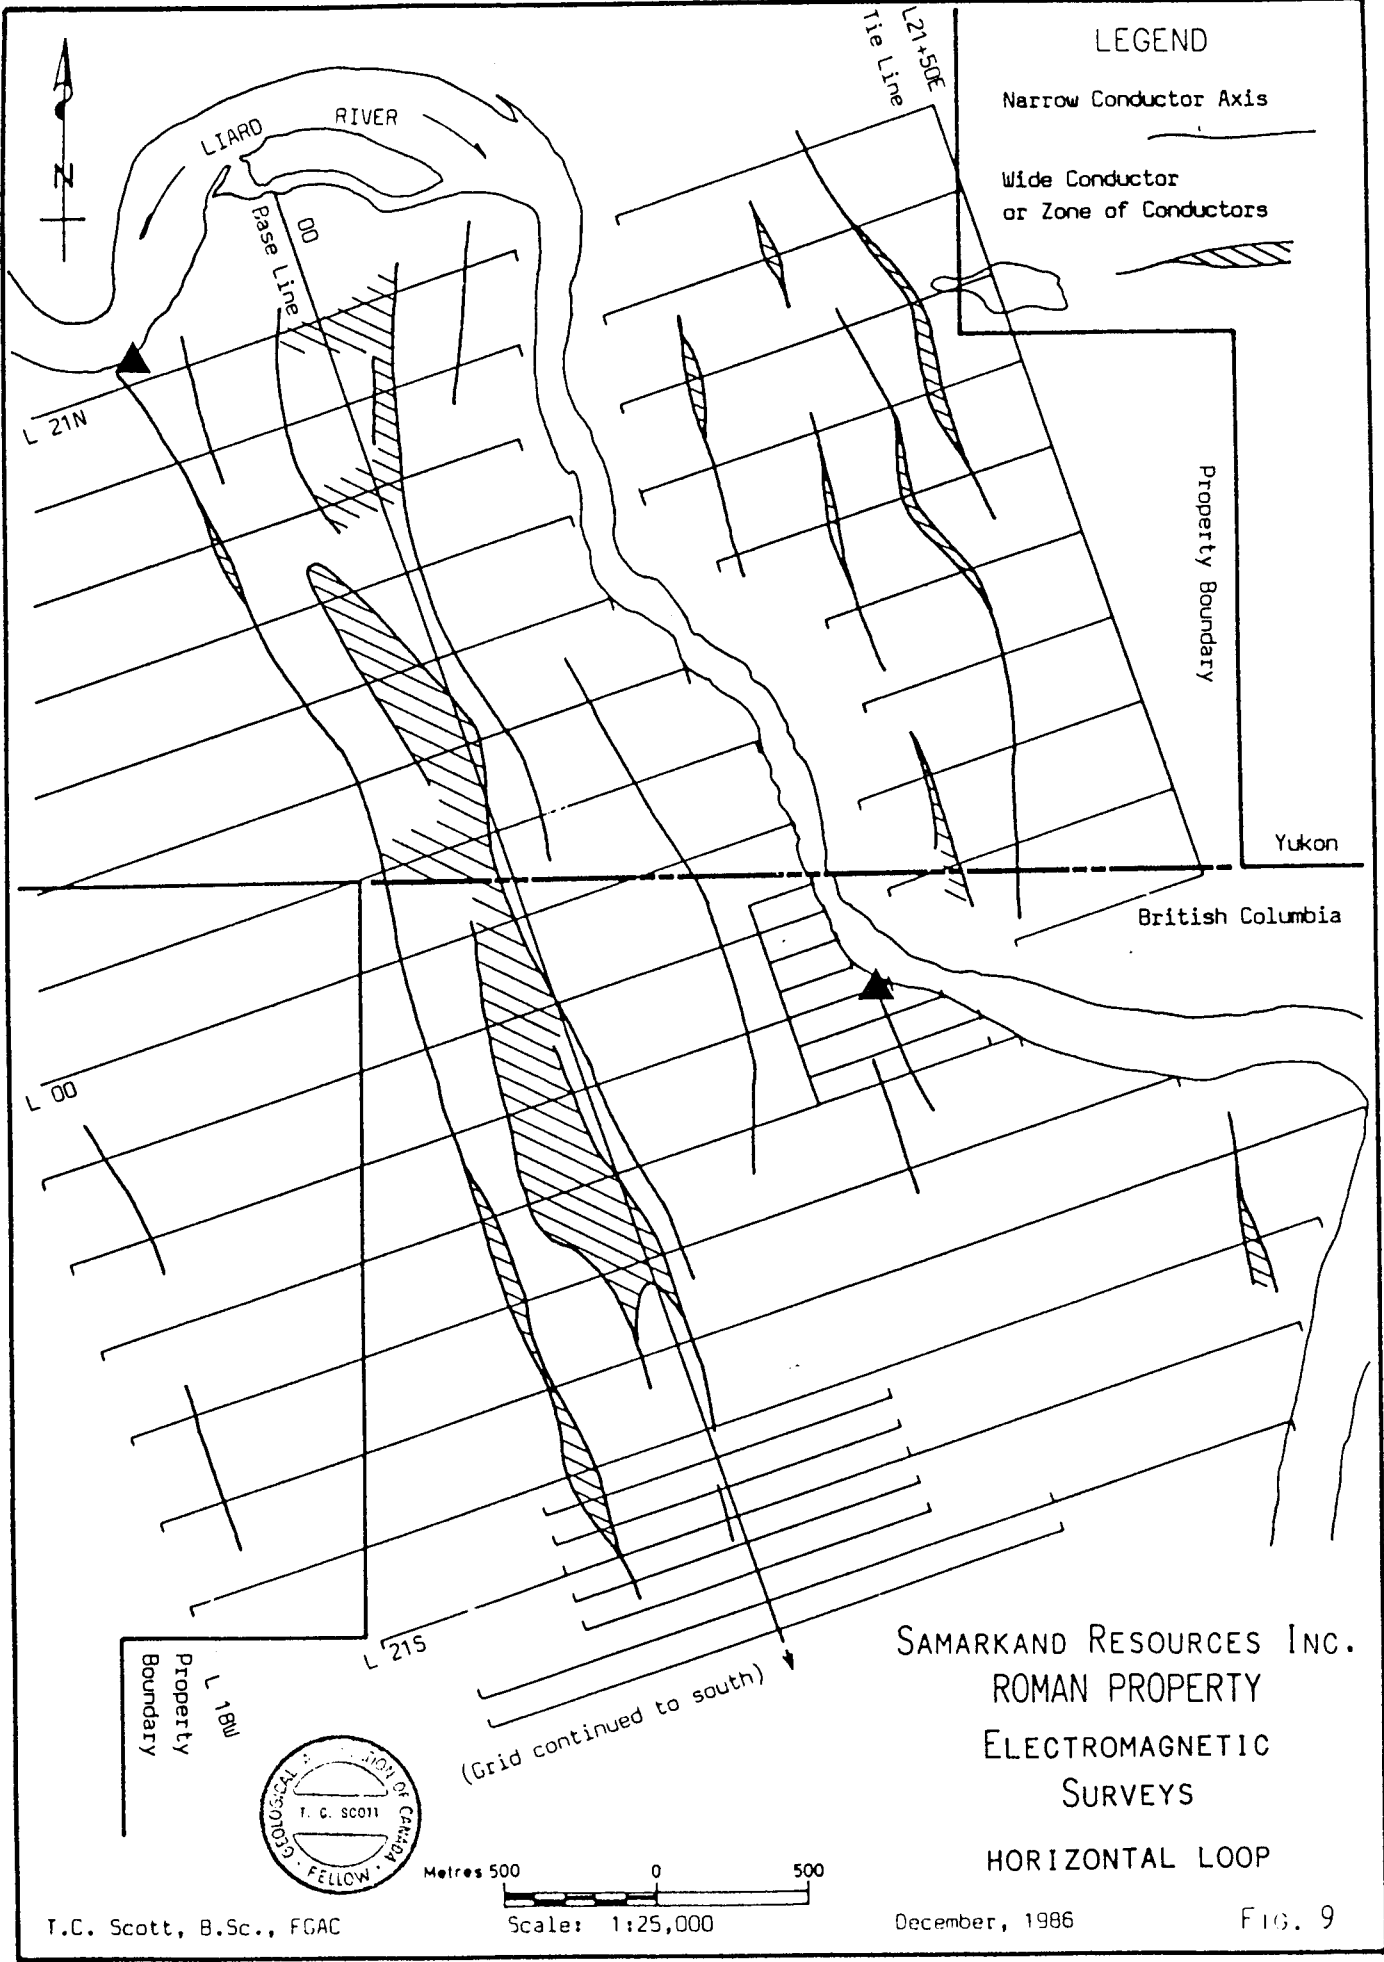 LEGEND
Narrow Conductor Axis
Wide Conductor
or Zone of Conductors
L21+50E
Tie Line
N
LIARD RIVER
00
Base Line
L 21N
Property Boundary
Yukon
British Columbia
L 00
L 21S
L 18W
Property
Boundary
(Grid continued to south)
SAMARKAND RESOURCES INC.
ROMAN PROPERTY
ELECTROMAGNETIC
SURVEYS
HORIZONTAL LOOP
GEOLOGICAL OF CANADA
T. C. SCOTT
FELLOW
Metres 500 0 500
Scale: 1:25,000
T.C. Scott, B.Sc., FGAC
December, 1986
FIG. 9